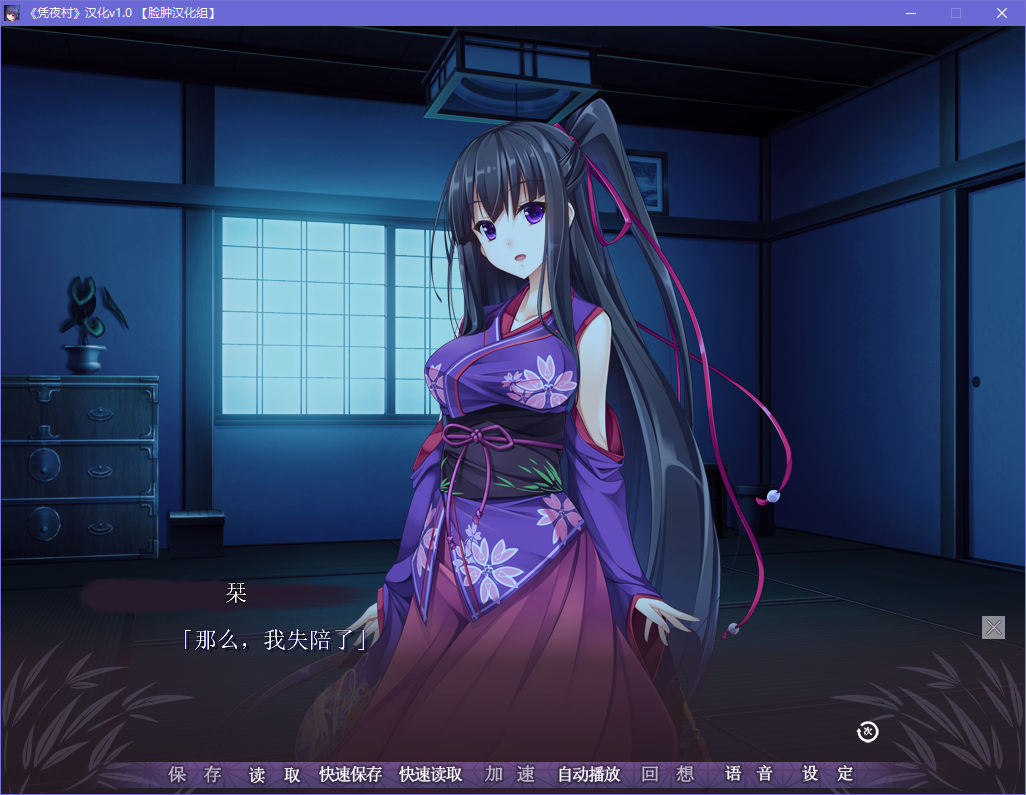 《凭夜村》汉化v1.0 【脸肿汉化组】
栞
「那么，我失陪了」
次
保 存 读 取 快速保存 快速读取 加 速 自动播放 回 想 语 音 设 定